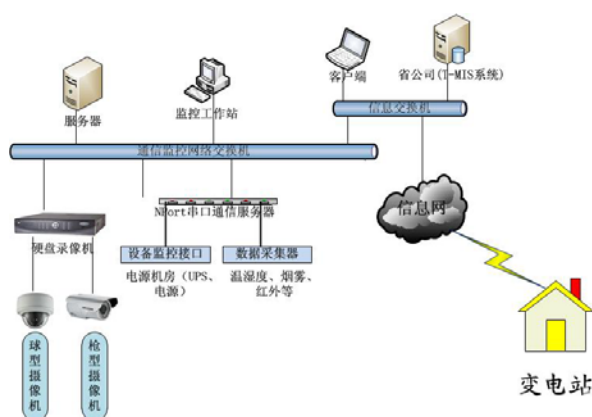 客户端
省公司(T-MIS系统)
服务器
监控工作站
信息交换机
通信监控网络交换机
NPort串口通信服务器
信息网
硬盘录像机
设备监控接口
数据采集器
电源机房（UPS、
电源）
温湿度、烟雾、
红外等
球型摄像机
枪型摄像机
变电站